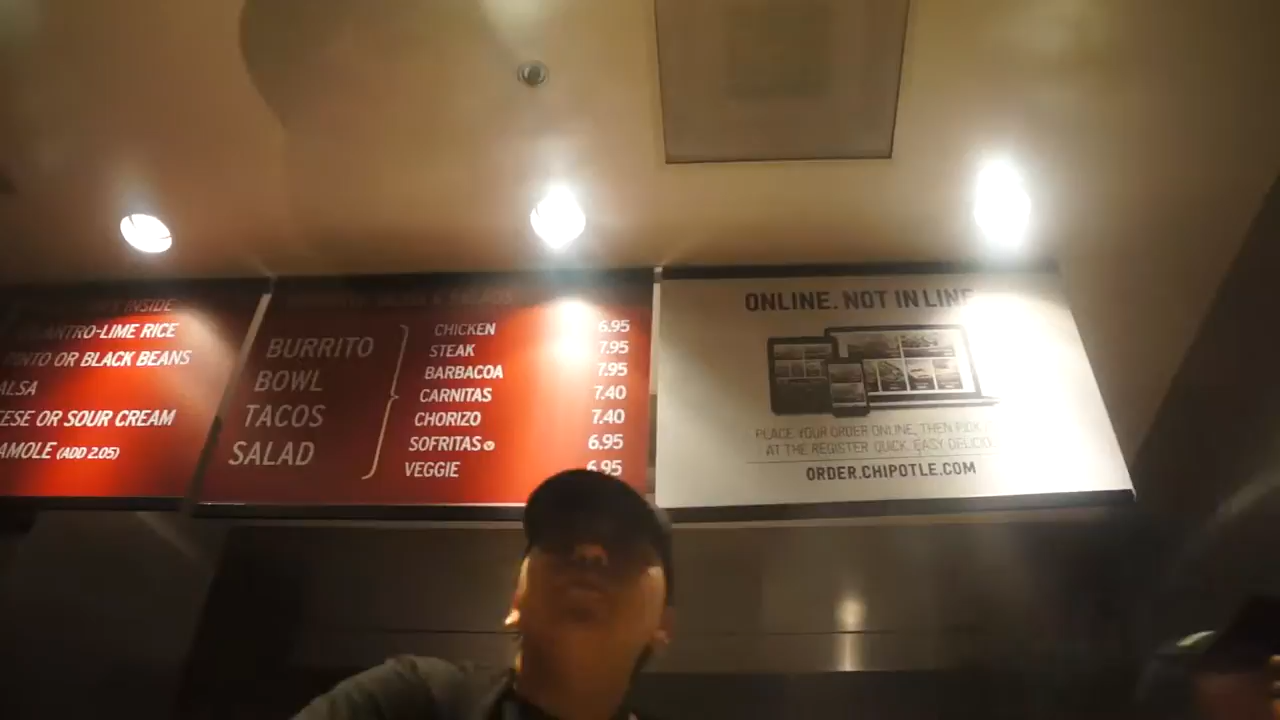 INSIDE
CILANTRO-LIME RICE
PINTO OR BLACK BEANS
ALSA
EESE OR SOUR CREAM
AMOLE (ADD 2.05)
BURRITO
BOWL
TACOS
SALAD
CHICKEN 6.95
STEAK 7.95
BARBACOA 7.95
CARNITAS 7.40
CHORIZO 7.40
SOFRITAS 6.95
VEGGIE 6.95
ONLINE. NOT IN LINE
PLACE YOUR ORDER ONLINE, THEN PICK
AT THE REGISTER. QUICK. EASY.
ORDER.CHIPOTLE.COM